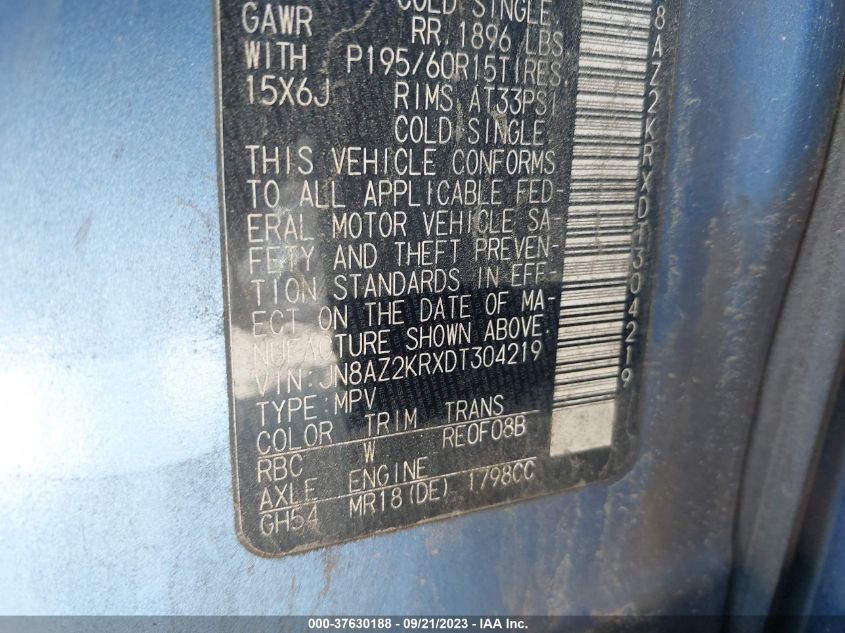 COLD SINGLE
GAWR RR 1896 LBS
WITH P195/60R15TIRES
15X6J RIMS AT33PSI
COLD SINGLE
THIS VEHICLE CONFORMS
TO ALL APPLICABLE FED-
ERAL MOTOR VEHICLE SA
FETY AND THEFT PREVEN-
TION STANDARDS IN EFF-
ECT ON THE DATE OF MA-
NUFACTURE SHOWN ABOVE.
VIN:JN8AZ2KRXDT304219
TYPE:MPV
COLOR TRIM TRANS
RBC W RE0F08B
AXLE ENGINE
GH54 MR18(DE) 1798CC
8AZ2KRXDT304219
000-37630188 - 09/21/2023 - IAA Inc.